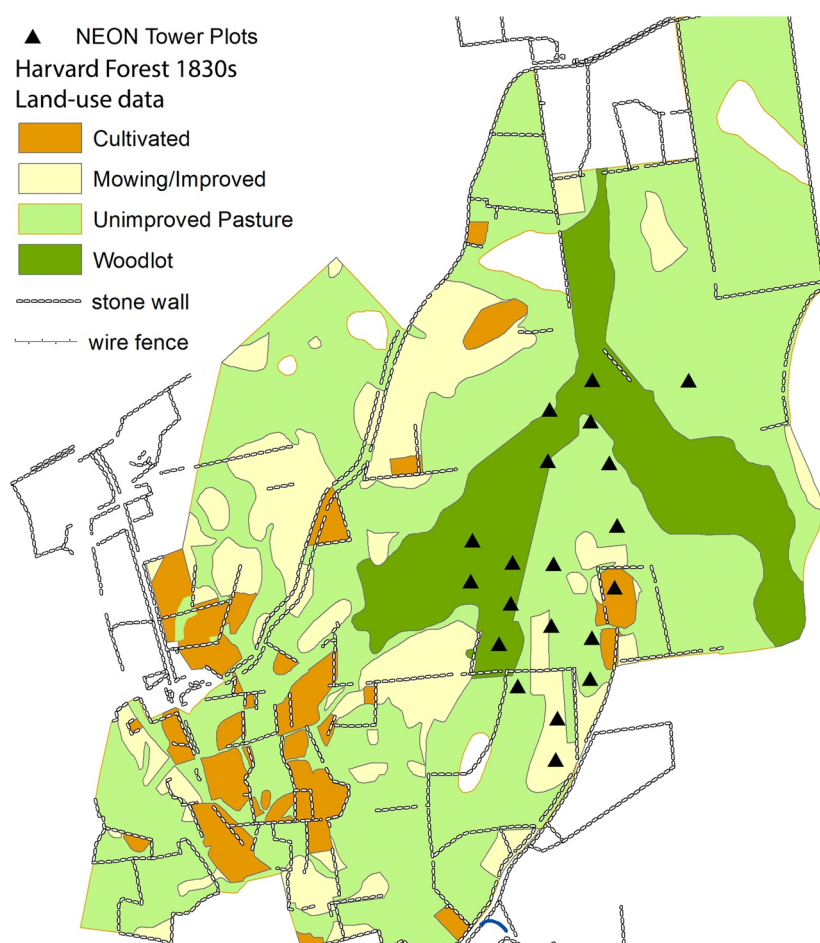 NEON Tower Plots
Harvard Forest 1830s
Land-use data
Cultivated
Mowing/Improved
Unimproved Pasture
Woodlot
stone wall
wire fence